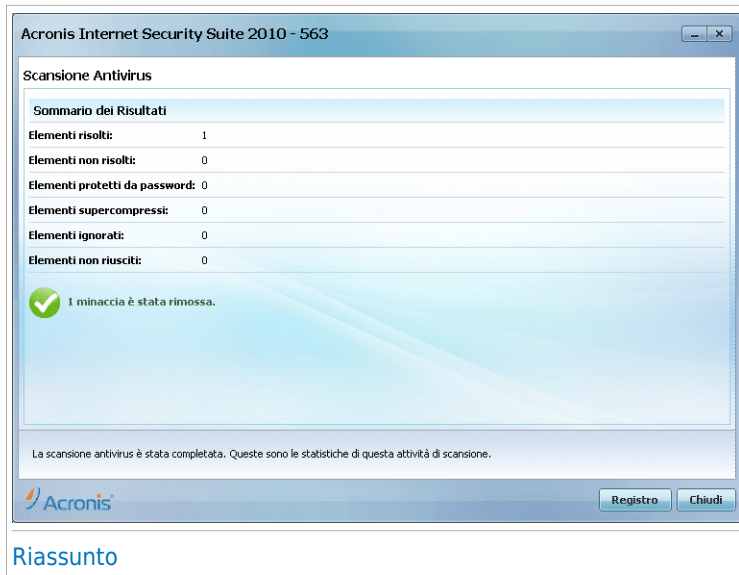 Acronis Internet Security Suite 2010 - 563
Scansione Antivirus
Sommario dei Risultati
Elementi risolti: 1
Elementi non risolti: 0
Elementi protetti da password: 0
Elementi supercompressi: 0
Elementi ignorati: 0
Elementi non riusciti: 0
1 minaccia è stata rimossa.
La scansione antivirus è stata completata. Queste sono le statistiche di questa attività di scansione.
Acronis
Registro Chiudi
Riassunto